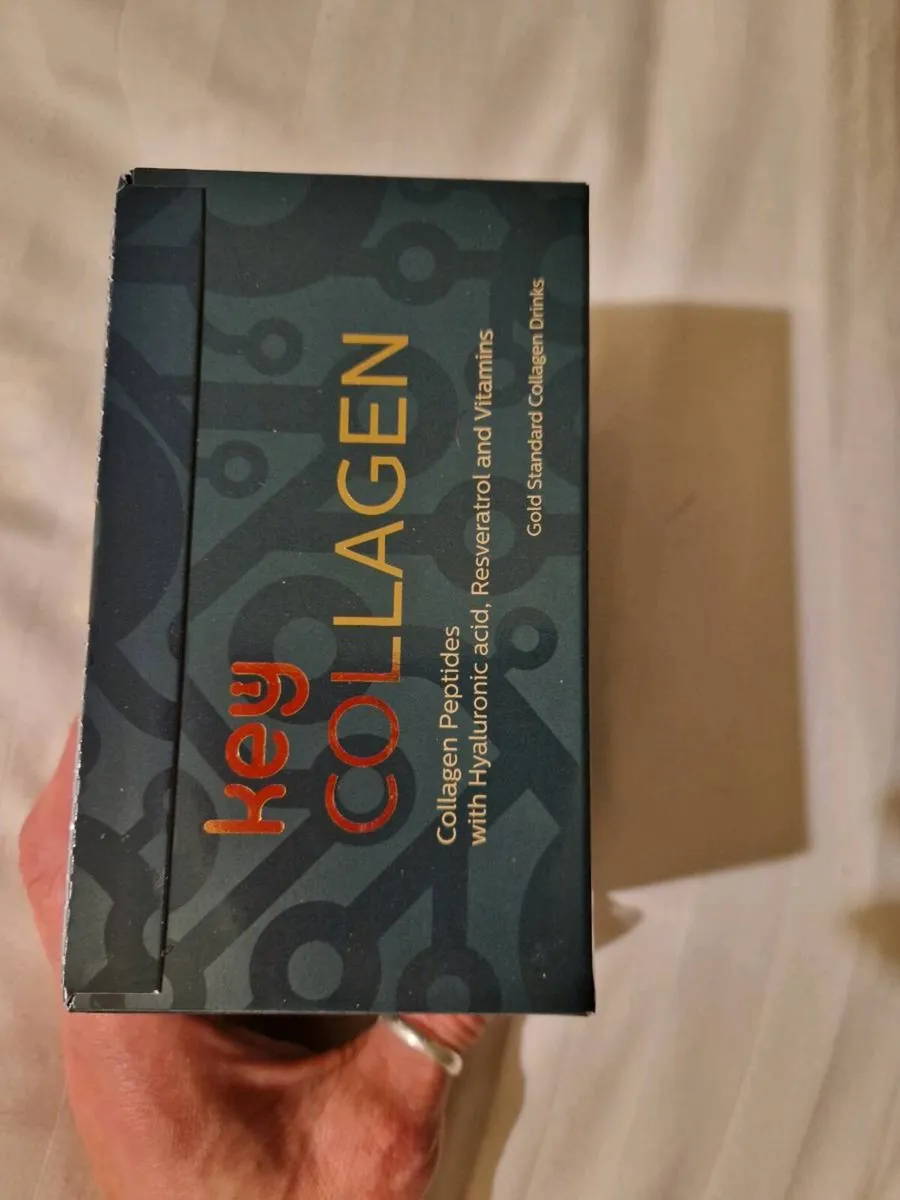 key
COLLAGEN
Collagen Peptides
with Hyaluronic acid, Resveratrol and Vitamins
Gold Standard Collagen Drinks